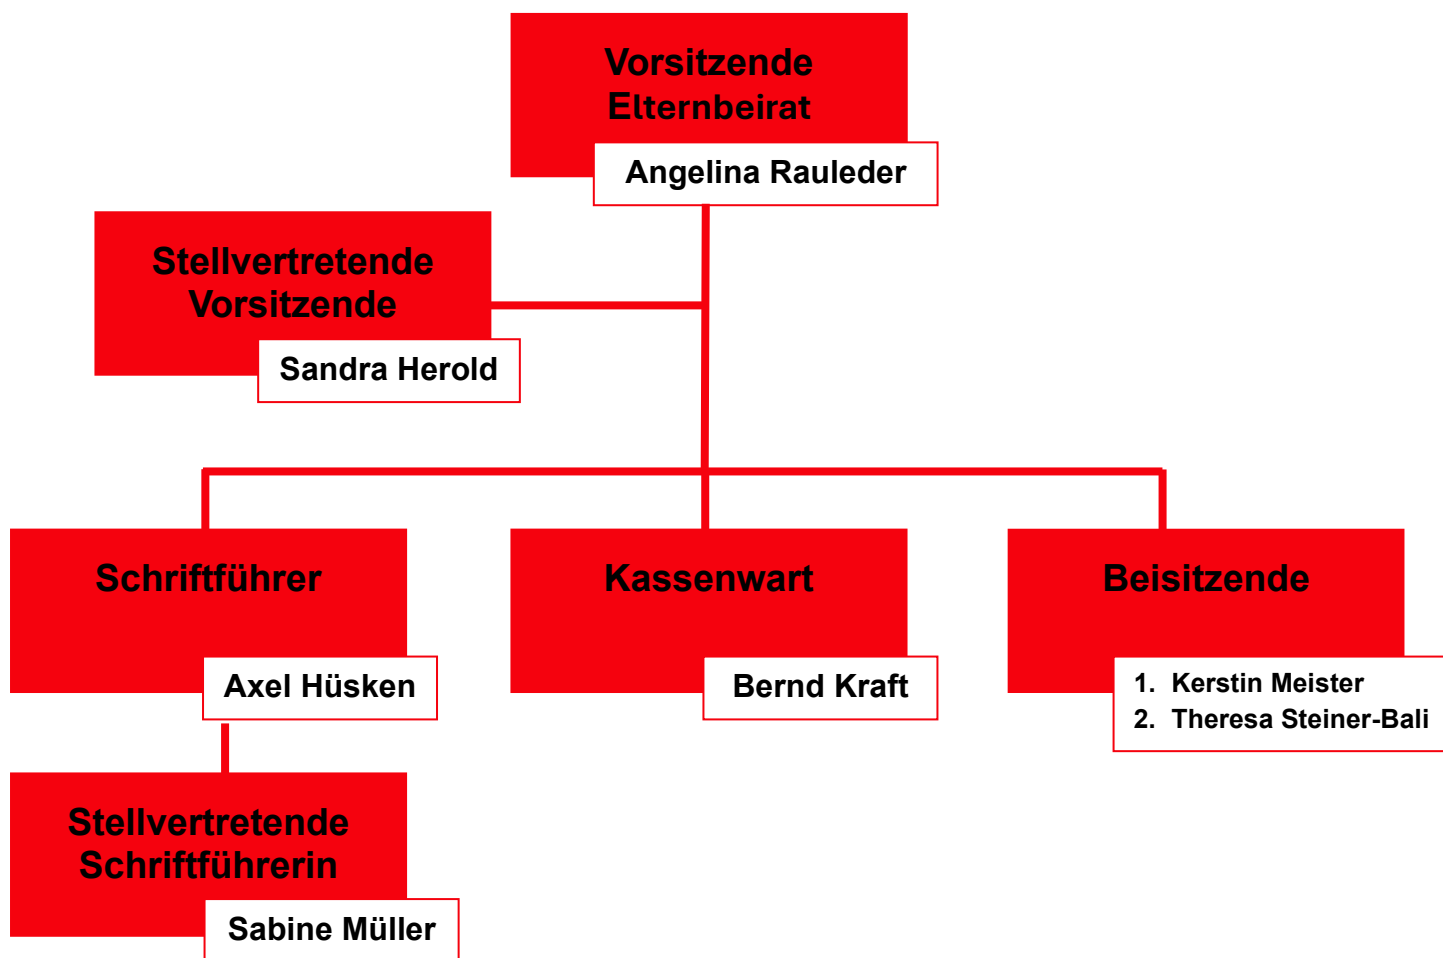 Vorsitzende
Elternbeirat
Angelina Rauleder
Stellvertretende
Vorsitzende
Sandra Herold
Schriftführer
Axel Hüsken
Kassenwart
Bernd Kraft
Beisitzende
1. Kerstin Meister
2. Theresa Steiner-Bali
Stellvertretende
Schriftführerin
Sabine Müller